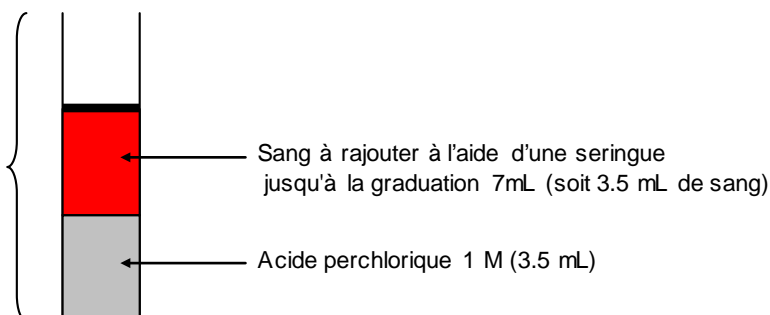 Sang à rajouter à l'aide d'une seringue
jusqu'à la graduation 7mL (soit 3.5 mL de sang)
Acide perchlorique 1 M (3.5 mL)